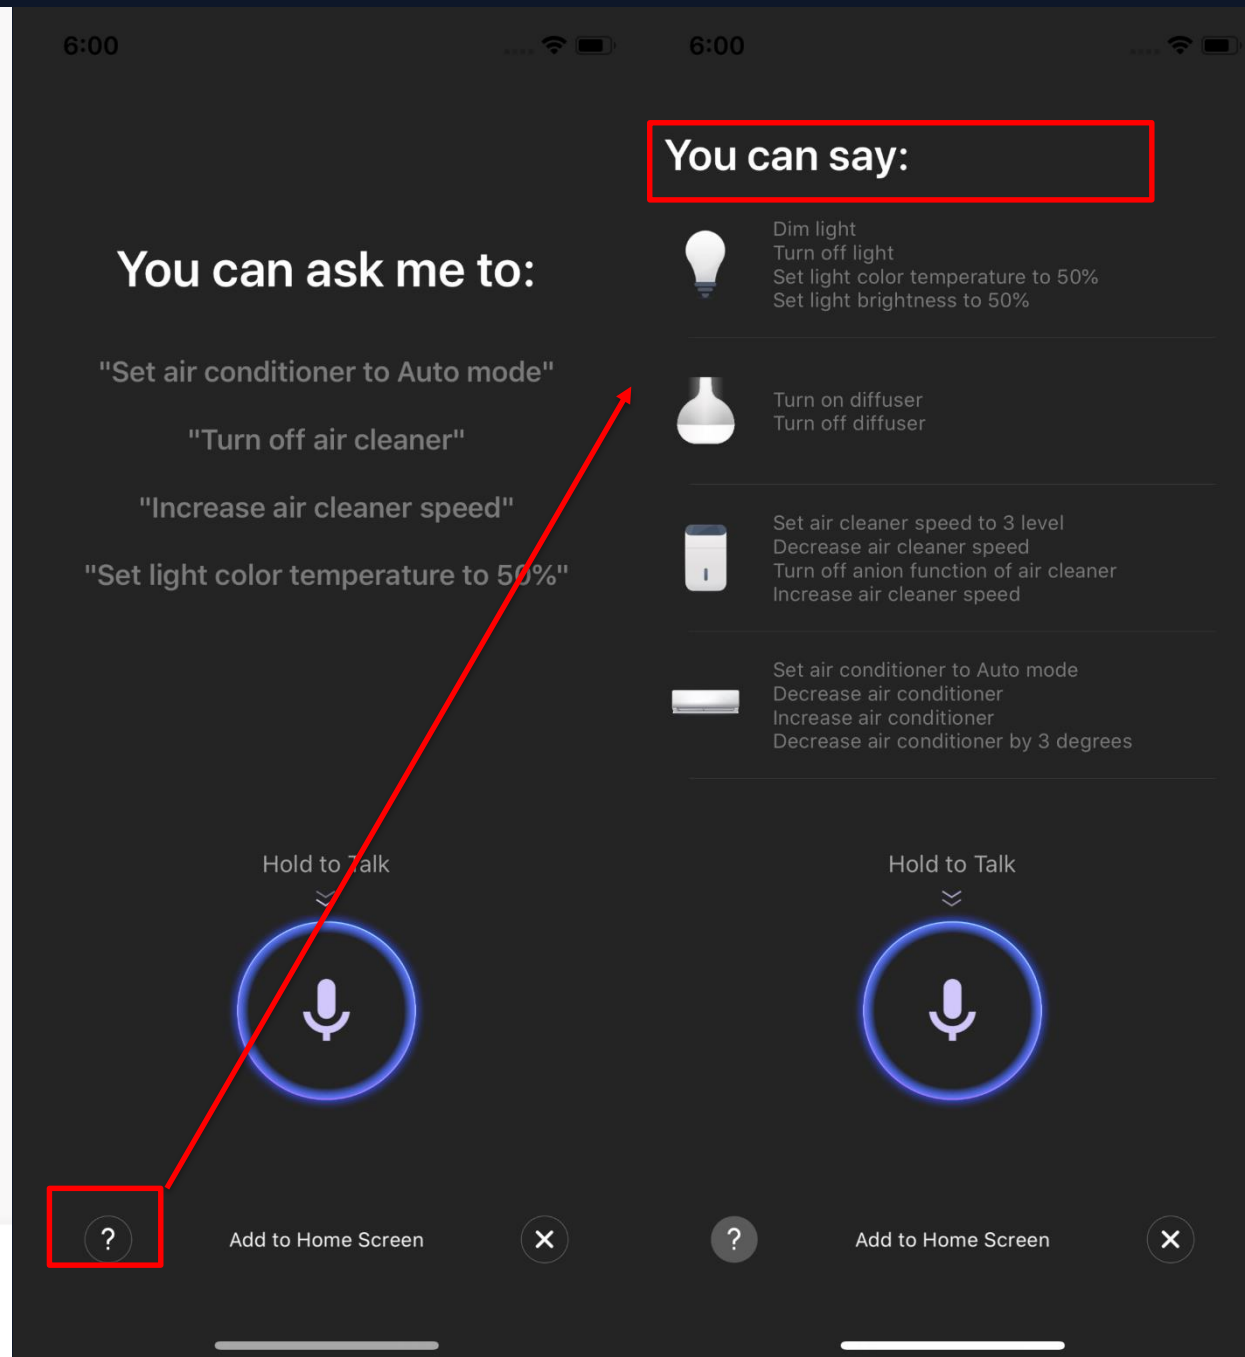 6:00
You can ask me to:
"Set air conditioner to Auto mode"
"Turn off air cleaner"
"Increase air cleaner speed"
"Set light color temperature to 50%"
Hold to Talk
?
Add to Home Screen
6:00
You can say:
Dim light
Turn off light
Set light color temperature to 50%
Set light brightness to 50%
Turn on diffuser
Turn off diffuser
Set air cleaner speed to 3 level
Decrease air cleaner speed
Turn off anion function of air cleaner
Increase air cleaner speed
Set air conditioner to Auto mode
Decrease air conditioner
Increase air conditioner
Decrease air conditioner by 3 degrees
Hold to Talk
?
Add to Home Screen